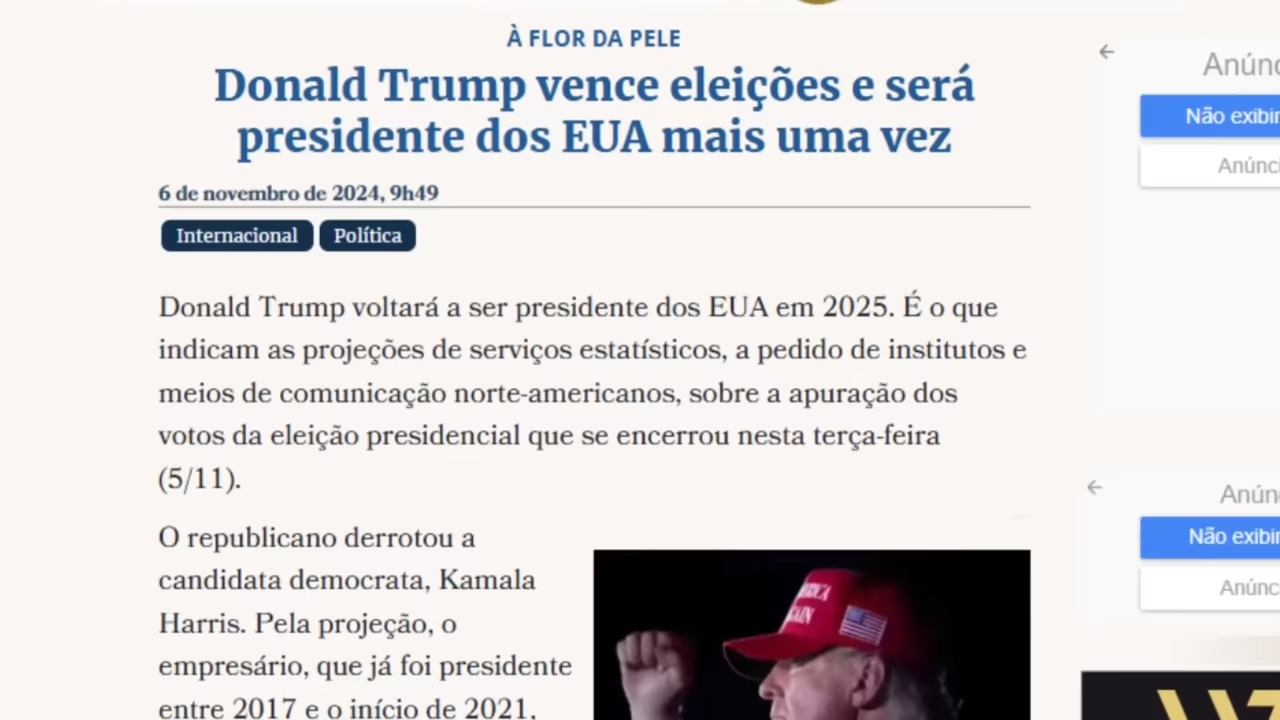 À FLOR DA PELE
Donald Trump vence eleições e será
presidente dos EUA mais uma vez
6 de novembro de 2024, 9h49
Internacional Política
Donald Trump voltará a ser presidente dos EUA em 2025. É o que
indicam as projeções de serviços estatísticos, a pedido de institutos e
meios de comunicação norte-americanos, sobre a apuração dos
votos da eleição presidencial que se encerrou nesta terça-feira
(5/11).
O republicano derrotou a
candidata democrata, Kamala
Harris. Pela projeção, o
empresário, que já foi presidente
entre 2017 e o início de 2021,
Não exibir
Não exibir